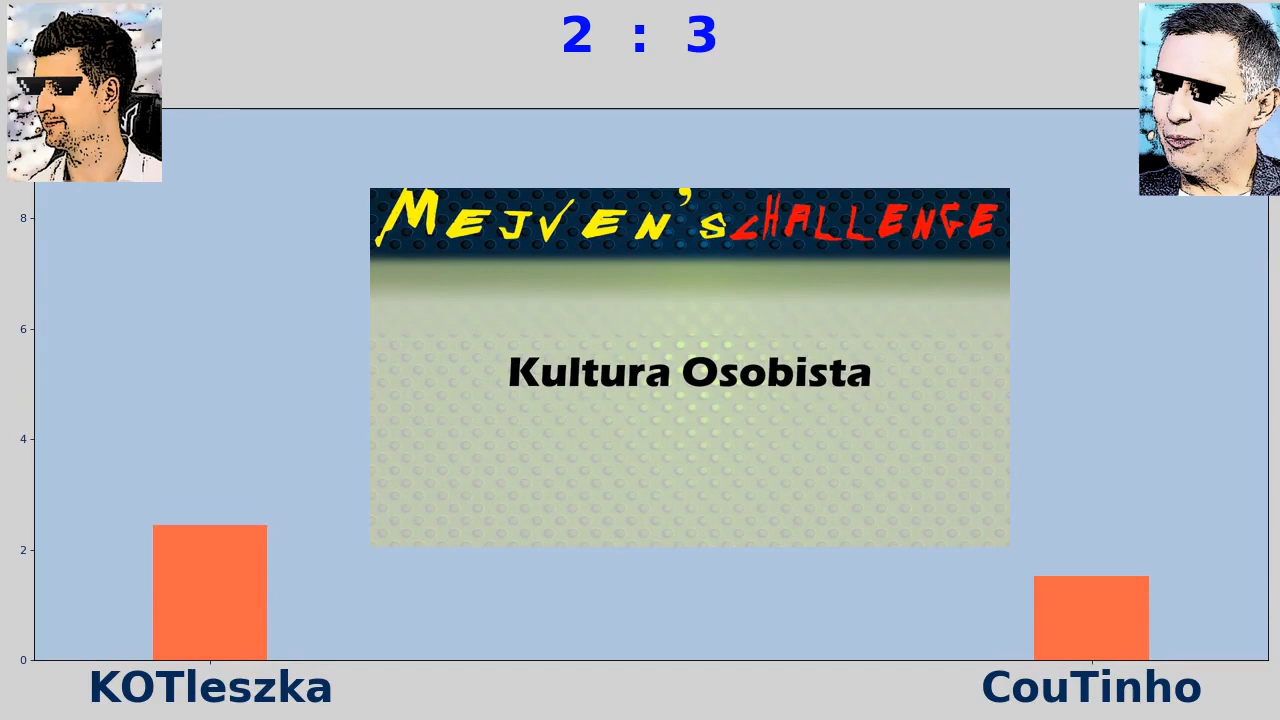 2 : 3
MEJVEN'S CHALLENGE
Kultura Osobista
8
6
4
2
0
KOTleszka
CouTinho